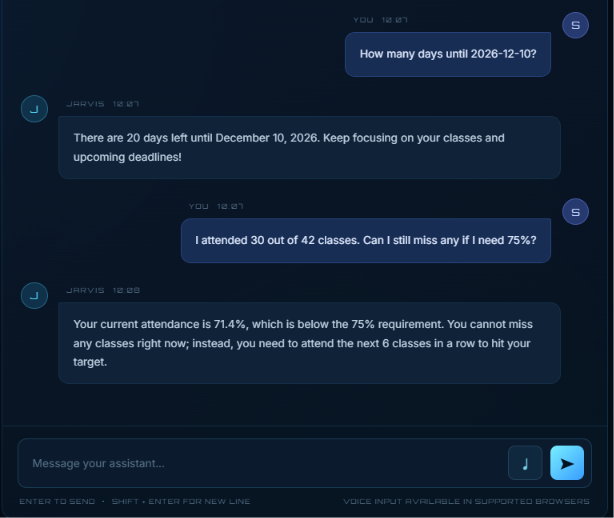 YOU 10:07
S
How many days until 2026-12-10?
J
JARVIS 10:07
There are 20 days left until December 10, 2026. Keep focusing on your classes and
upcoming deadlines!
YOU 10:07
S
I attended 30 out of 42 classes. Can I still miss any if I need 75%?
J
JARVIS 10:08
Your current attendance is 71.4%, which is below the 75% requirement. You cannot miss
any classes right now; instead, you need to attend the next 6 classes in a row to hit your
target.
Message your assistant...
ENTER TO SEND • SHIFT + ENTER FOR NEW LINE
VOICE INPUT AVAILABLE IN SUPPORTED BROWSERS